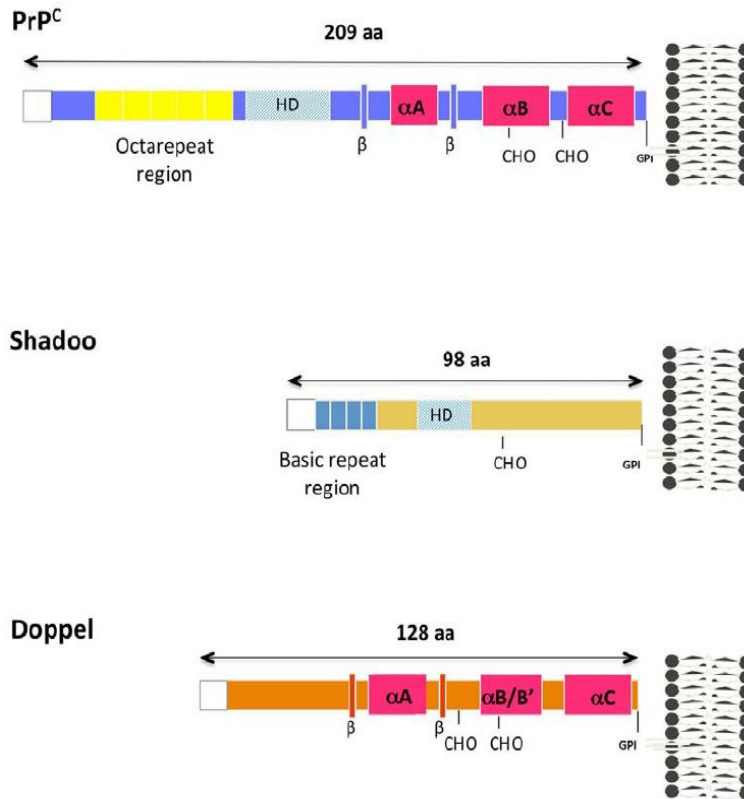 PrPC
209 aa
HD
αA
αB
αC
β
β
CHO
CHO
GPI
Octarepeat
region
Shadoo
98 aa
HD
Basic repeat
region
CHO
GPI
Doppel
128 aa
αA
αB/B’
αC
β
β
CHO
CHO
GPI